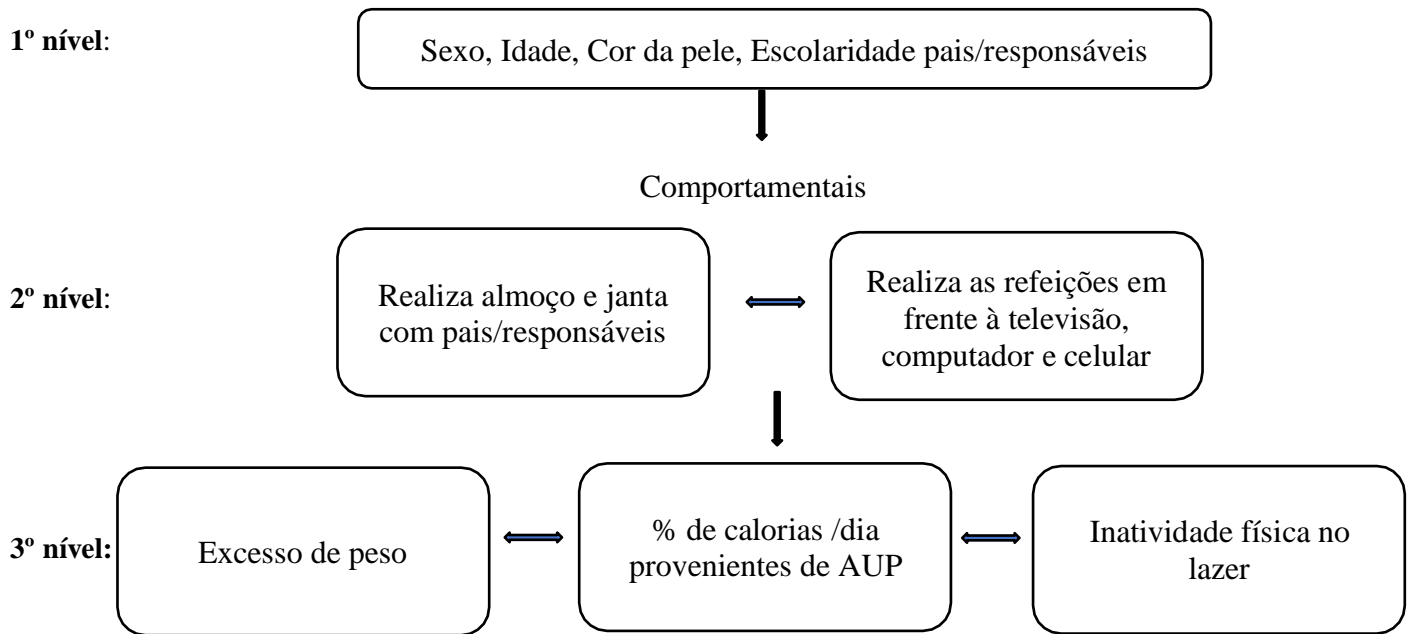 1º nível:
Sexo, Idade, Cor da pele, Escolaridade pais/responsáveis
Comportamentais
2º nível:
Realiza almoço e janta
com pais/responsáveis
Realiza as refeições em
frente à televisão,
computador e celular
3º nível:
Excesso de peso
% de calorias /dia
provenientes de AUP
Inatividade física no
lazer